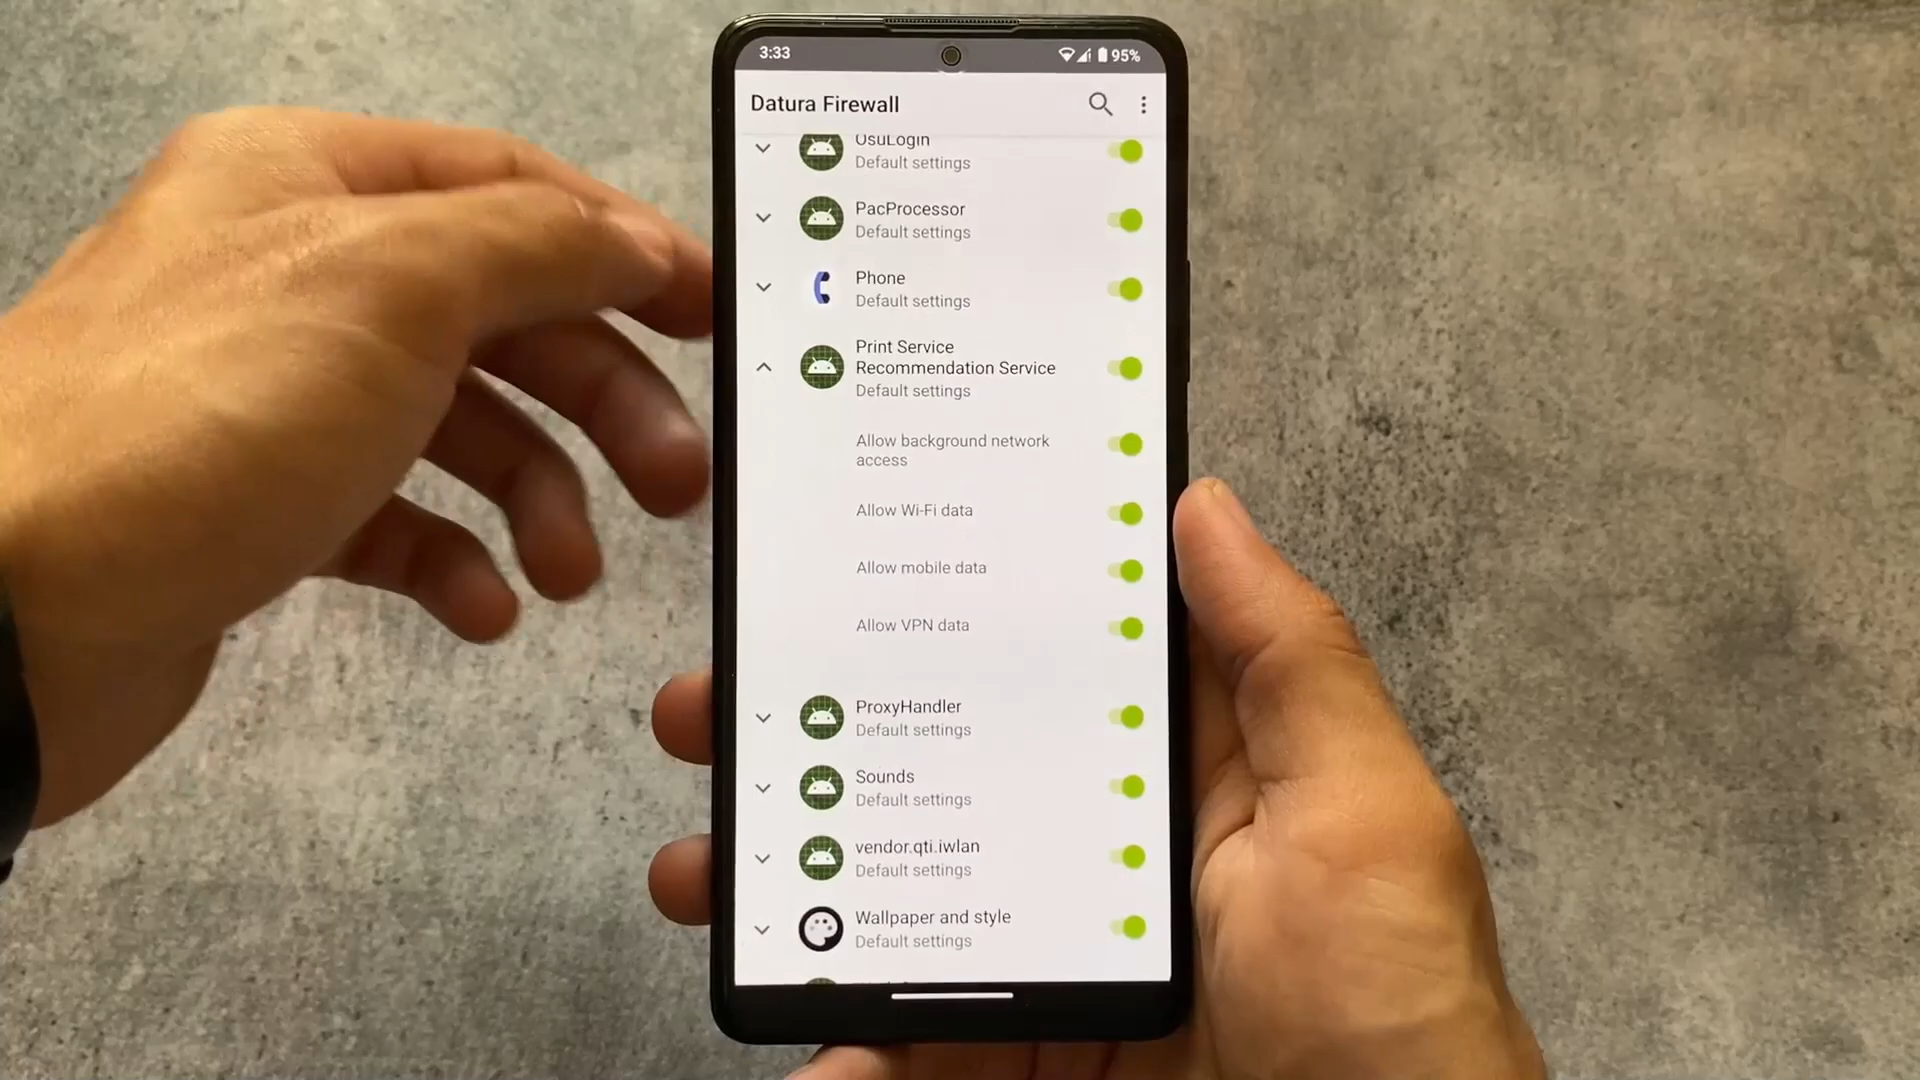 3:33
95%
Datura Firewall
OsuLogin
Default settings
PacProcessor
Default settings
Phone
Default settings
Print Service
Recommendation Service
Default settings
Allow background network
access
Allow Wi-Fi data
Allow mobile data
Allow VPN data
ProxyHandler
Default settings
Sounds
Default settings
vendor.qti.iwlan
Default settings
Wallpaper and style
Default settings